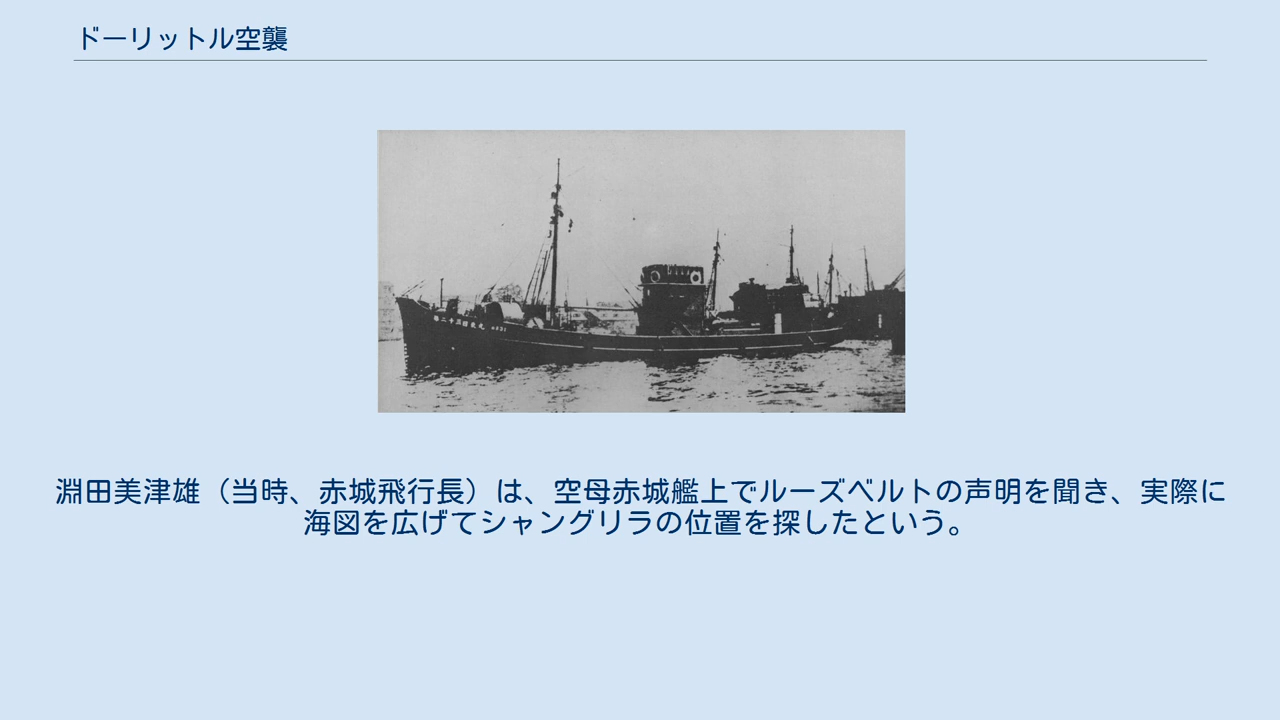 ドーリットル空襲
淵田美津雄（当時、赤城飛行長）は、空母赤城艦上でルーズベルトの声明を聞き、実際に
海図を広げてシャングリラの位置を探したという。